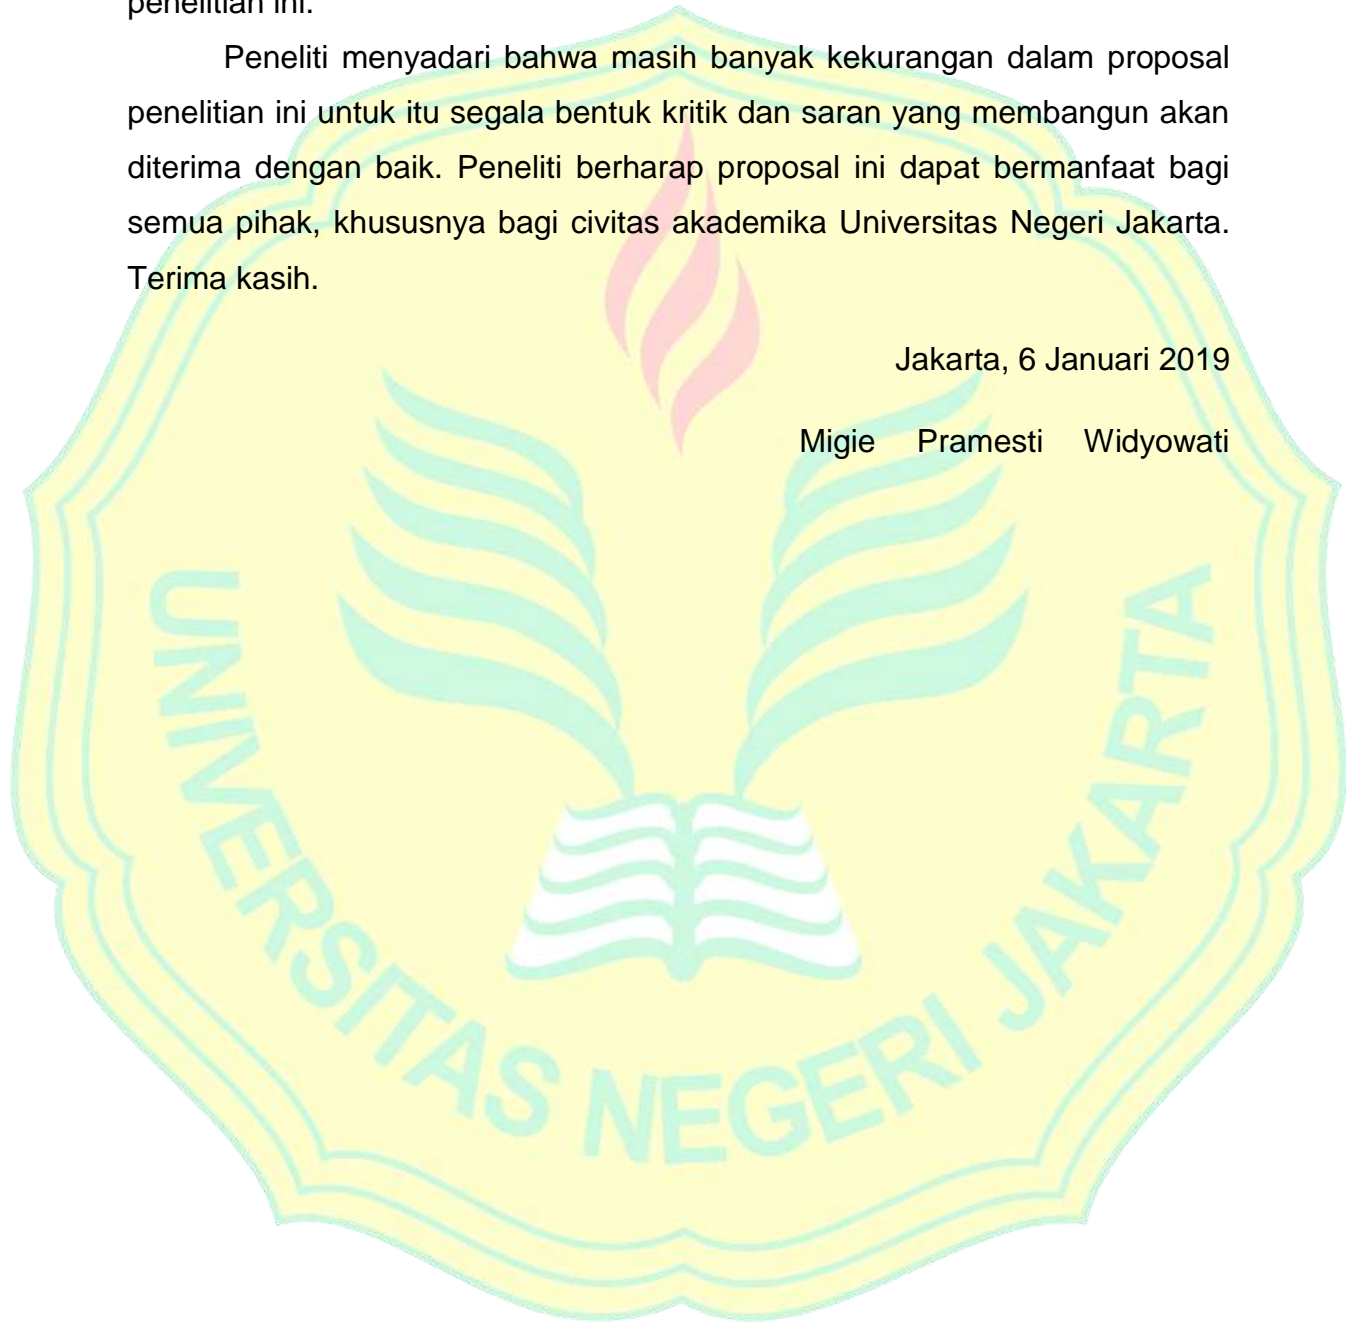 penelitian ini.
Peneliti menyadari bahwa masih banyak kekurangan dalam proposal
penelitian ini untuk itu segala bentuk kritik dan saran yang membangun akan
diterima dengan baik. Peneliti berharap proposal ini dapat bermanfaat bagi
semua pihak, khususnya bagi civitas akademika Universitas Negeri Jakarta.
Terima kasih.
Jakarta, 6 Januari 2019
Migie Pramesti Widyowati
UNIVERSITAS NEGERI JAKARTA